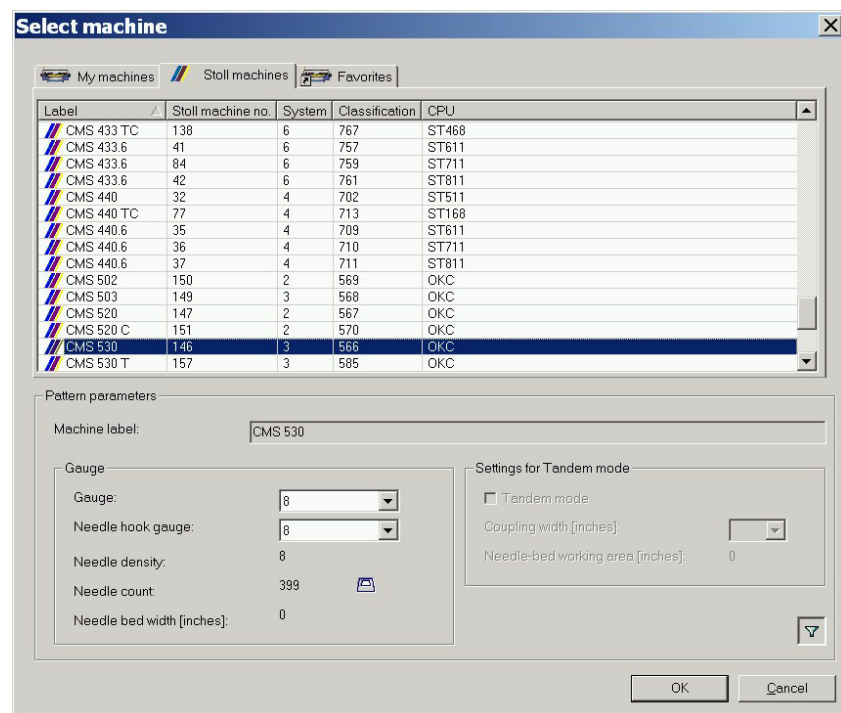 Select machine
My machines Stoll machines Favorites
Label Stoll machine no. System Classification CPU
CMS 433 TC 138 6 767 ST468
CMS 433.6 41 6 757 ST611
CMS 433.6 84 6 759 ST711
CMS 433.6 42 6 761 ST811
CMS 440 32 4 702 ST511
CMS 440 TC 77 4 713 ST168
CMS 440.6 35 4 709 ST611
CMS 440.6 36 4 710 ST711
CMS 440.6 37 4 711 ST811
CMS 502 150 2 569 OKC
CMS 503 149 3 568 OKC
CMS 520 147 2 567 OKC
CMS 520 C 151 2 570 OKC
CMS 530 146 3 566 OKC
CMS 530 T 157 3 585 OKC
Pattern parameters
Machine label: CMS 530
Gauge
Gauge: 8
Needle hook gauge: 8
Needle density: 8
Needle count: 399
Needle bed width [inches]: 0
Settings for Tandem mode
Tandem mode
Coupling width [inches]:
Needle-bed working area [inches]: 0
OK Cancel